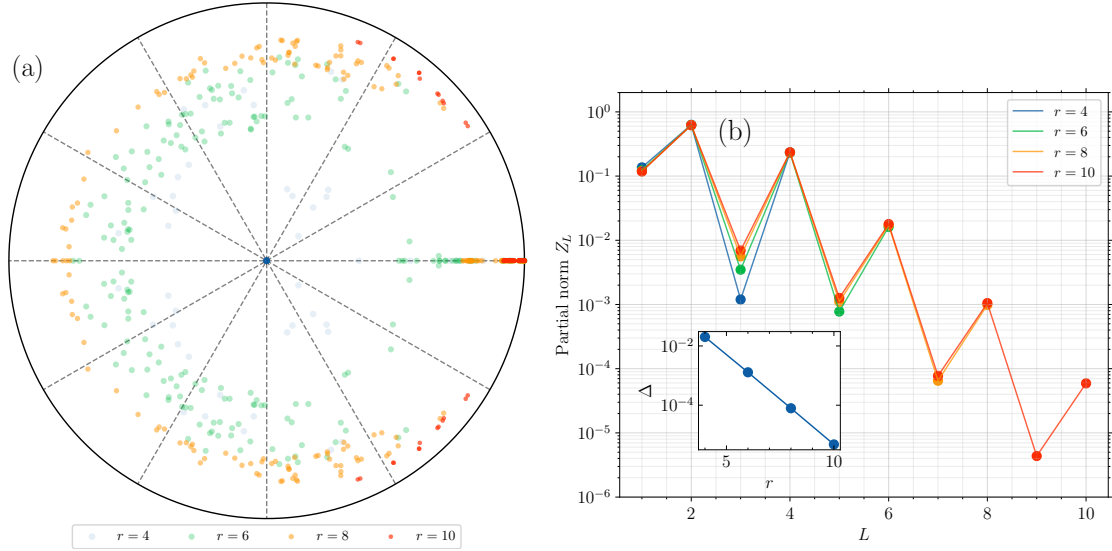 (a)
r = 4
r = 6
r = 8
r = 10
(b)
Partial norm Z_L
10^0
10^{-1}
10^{-2}
10^{-3}
10^{-4}
10^{-5}
10^{-6}
2
4
6
8
10
L
r = 4
r = 6
r = 8
r = 10
Δ
10^{-2}
10^{-4}
5
10
r